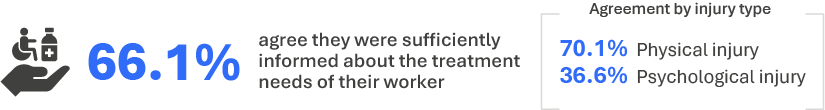 66.1%
agree they were sufficiently
informed about the treatment
needs of their worker
Agreement by injury type
70.1% Physical injury
36.6% Psychological injury